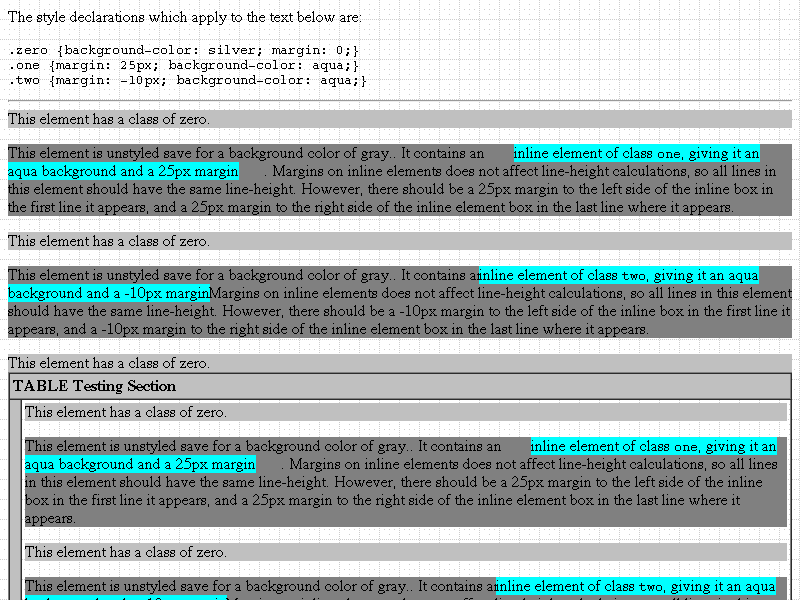 The style declarations which apply to the text below are:
.zero {background-color: silver; margin: 0;}
.one {margin: 25px; background-color: aqua;}
.two {margin: -10px; background-color: aqua;}
This element has a class of zero.
This element is unstyled save for a background color of gray.. It contains an inline element of class one, giving it an
aqua background and a 25px margin . Margins on inline elements does not affect line-height calculations, so all lines in
this element should have the same line-height. However, there should be a 25px margin to the left side of the inline box in
the first line it appears, and a 25px margin to the right side of the inline element box in the last line where it appears.
This element has a class of zero.
This element is unstyled save for a background color of gray.. It contains a inline element of class two, giving it an aqua
background and a -10px margin Margins on inline elements does not affect line-height calculations, so all lines in this element
should have the same line-height. However, there should be a -10px margin to the left side of the inline box in the first line it
appears, and a -10px margin to the right side of the inline element box in the last line where it appears.
This element has a class of zero.
TABLE Testing Section
This element has a class of zero.
This element is unstyled save for a background color of gray.. It contains an inline element of class one, giving it an
aqua background and a 25px margin . Margins on inline elements does not affect line-height calculations, so all lines
in this element should have the same line-height. However, there should be a 25px margin to the left side of the inline
box in the first line it appears, and a 25px margin to the right side of the inline element box in the last line where it
appears.
This element has a class of zero.
This element is unstyled save for a background color of gray.. It contains a inline element of class two, giving it an aqua